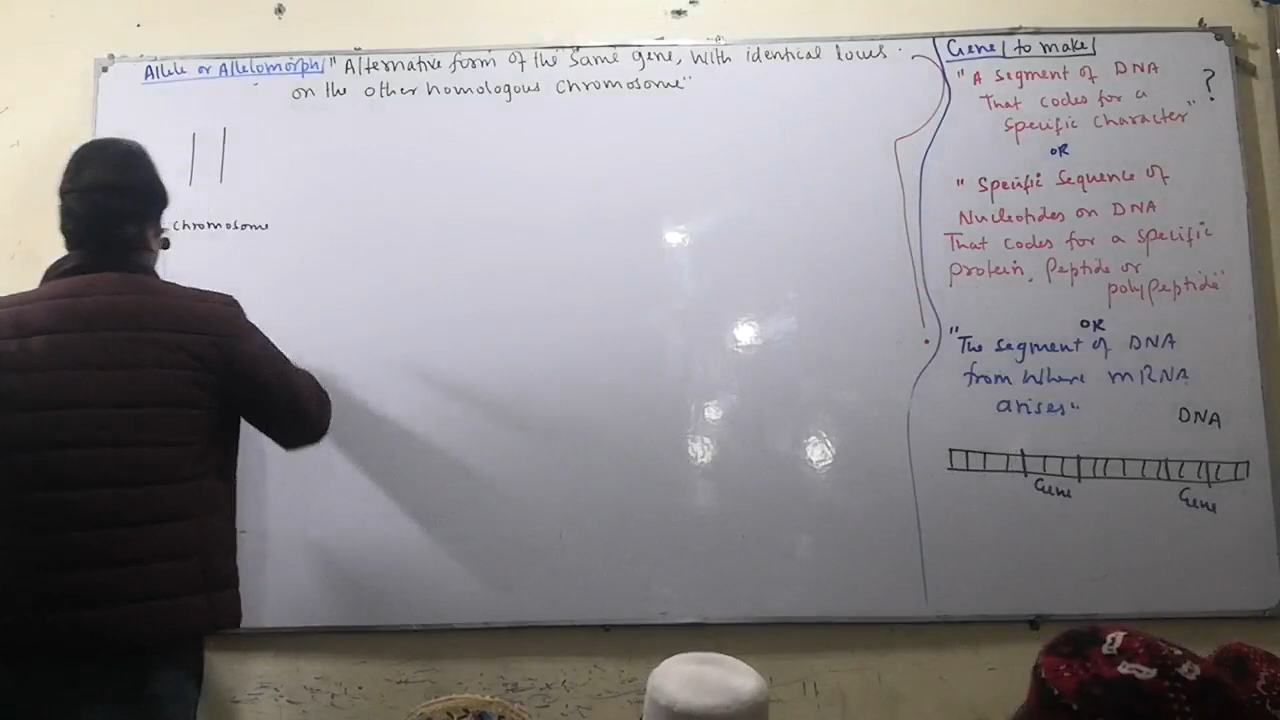 Allele or Allelomorph "Alternative form of the same gene, with identical locus
on the other homologous chromosome"
chromosome
Gene to make
"A segment of DNA
That codes for a
Specific character" ?
OR
"Specific Sequence of
Nucleotides on DNA
That codes for a specific
protein, Peptide or
polypeptide"
OR
"The segment of DNA
from where mRNA
arises"
DNA
Gene
Gene